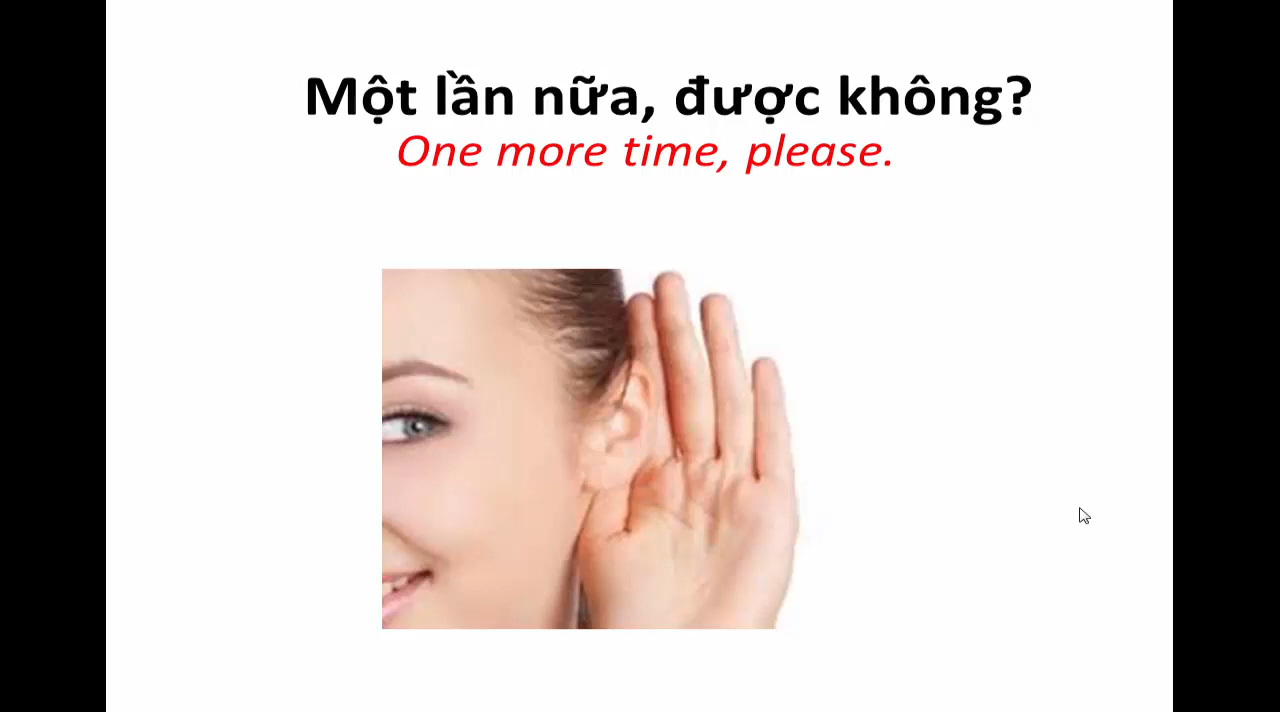 Một lần nữa, được không?
One more time, please.